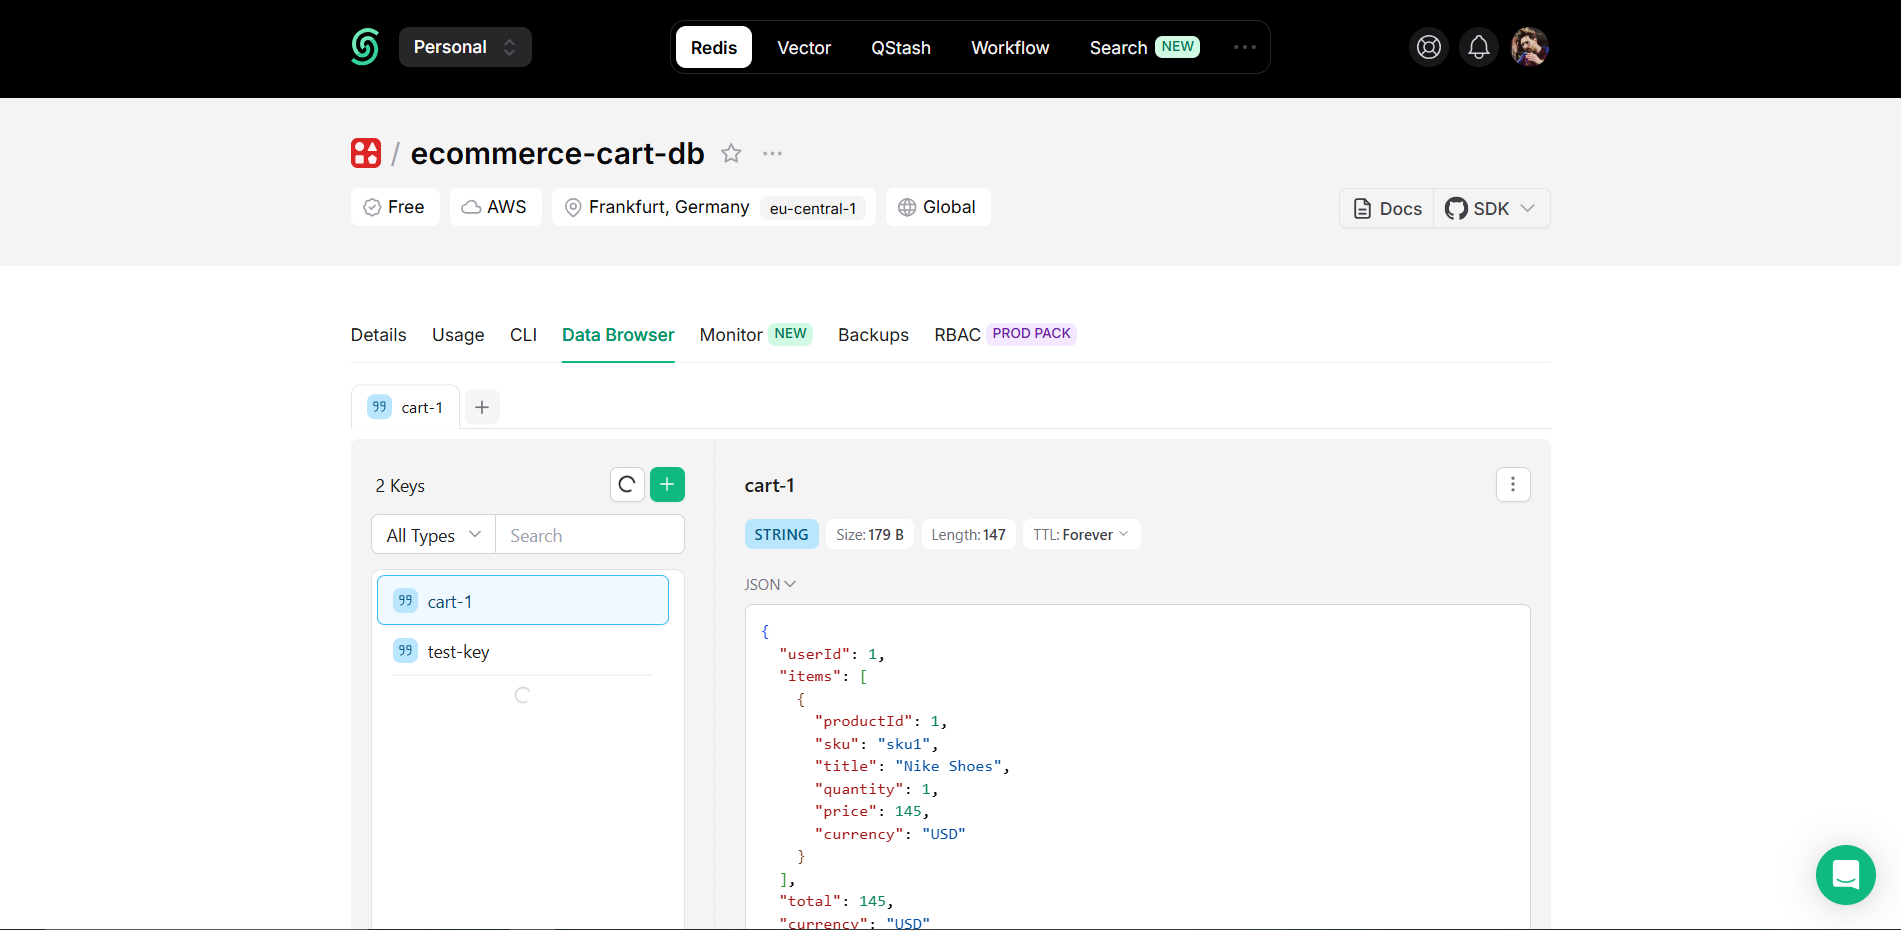 Personal
Redis Vector QStash Workflow Search NEW
/ ecommerce-cart-db
Free AWS Frankfurt, Germany eu-central-1 Global
Docs SDK
Details Usage CLI Data Browser Monitor NEW Backups RBAC PROD PACK
cart-1
2 Keys
All Types Search
cart-1
test-key
cart-1
STRING Size: 179 B Length: 147 TTL: Forever
JSON
{
"userId": 1,
"items": [
{
"productId": 1,
"sku": "sku1",
"title": "Nike Shoes",
"quantity": 1,
"price": 145,
"currency": "USD"
}
],
"total": 145,
"currency": "USD"